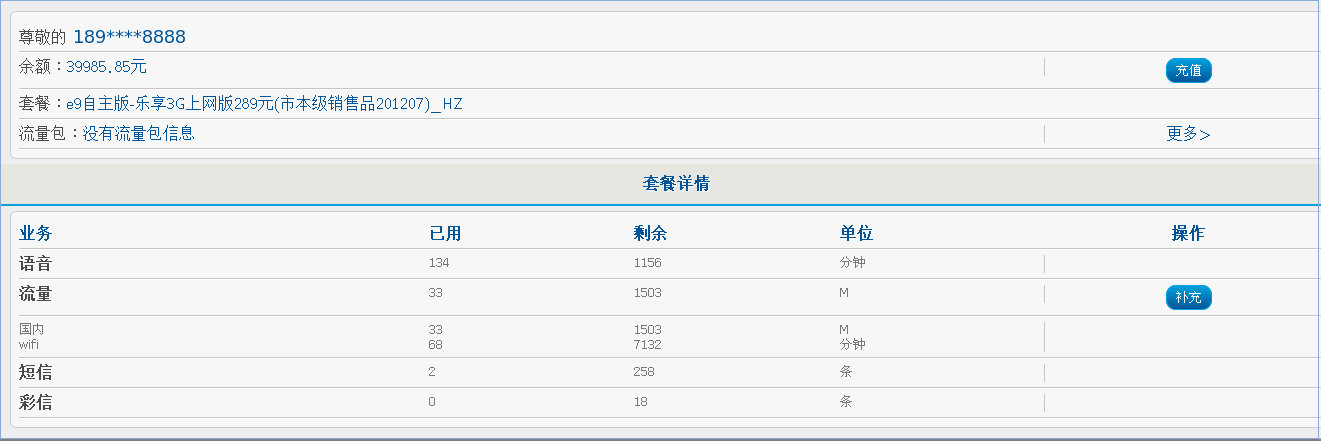 尊敬的 189****8888
余额：39985.85元 充值
套餐：e9自主版-乐享3G上网版289元(市本级销售品201207)_HZ
流量包：没有流量包信息 更多>
套餐详情
业务 已用 剩余 单位 操作
语音 134 1156 分钟
流量 33 1503 M 补充
国内 33 1503 M
wifi 68 7132 分钟
短信 2 258 条
彩信 0 18 条